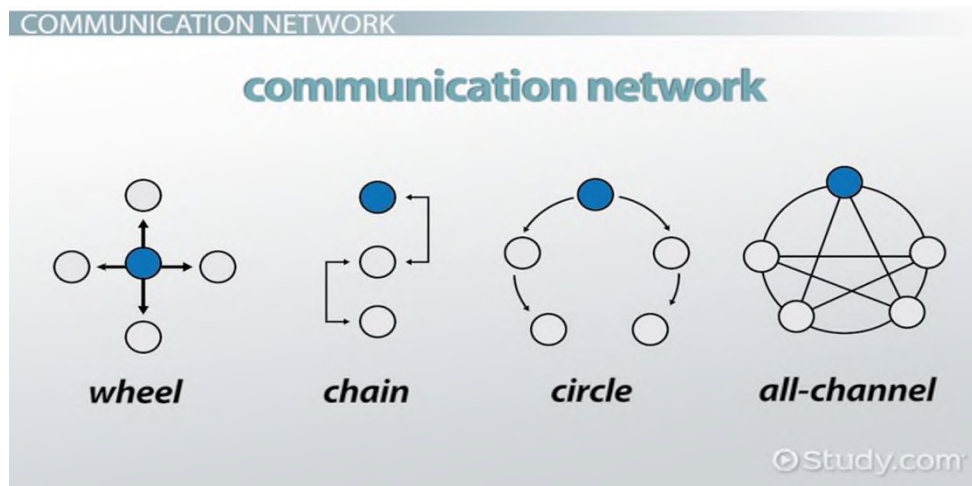 COMMUNICATION NETWORK
communication network
wheel chain circle all-channel
Study.com